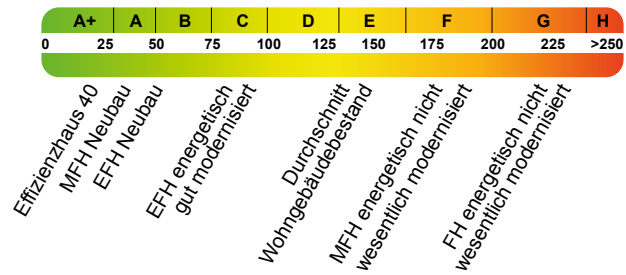 A+ A B C D E F G H
0 25 50 75 100 125 150 175 200 225 >250
Effizienzhaus 40
MFH Neubau
EFH Neubau
EFH energetisch
gut modernisiert
Durchschnitt
Wohngebäudebestand
MFH energetisch nicht
wesentlich modernisiert
FH energetisch nicht
wesentlich modernisiert